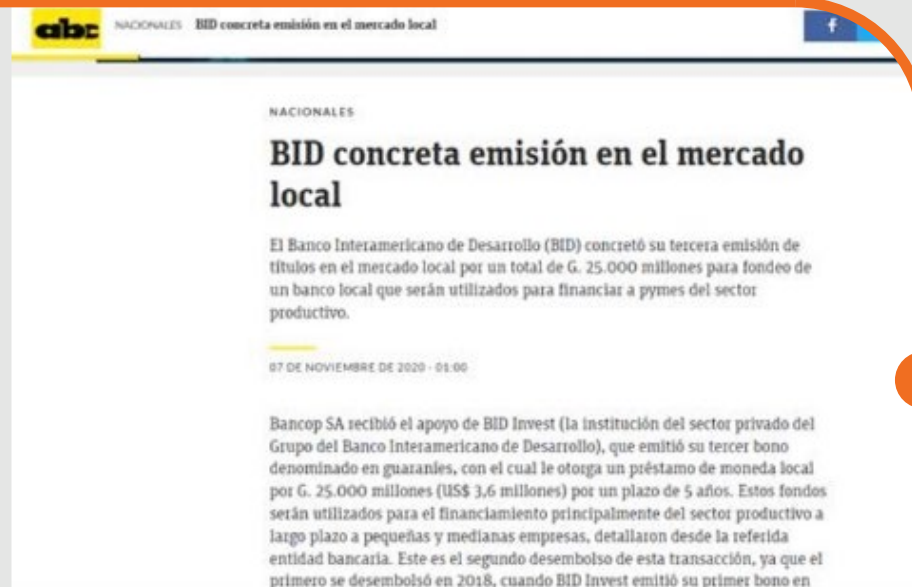 abc NACIONALES BID concreta emisión en el mercado local f
NACIONALES
BID concreta emisión en el mercado
local
El Banco Interamericano de Desarrollo (BID) concretó su tercera emisión de
títulos en el mercado local por un total de G. 25.000 millones para fondeo de
un banco local que serán utilizados para financiar a pymes del sector
productivo.
07 DE NOVIEMBRE DE 2020 - 01:00
Bancop SA recibió el apoyo de BID Invest (la institución del sector privado del
Grupo del Banco Interamericano de Desarrollo), que emitió su tercer bono
denominado en guaraníes, con el cual le otorga un préstamo de moneda local
por G. 25.000 millones (US$ 3,6 millones) por un plazo de 5 años. Estos fondos
serán utilizados para el financiamiento principalmente del sector productivo a
largo plazo a pequeñas y medianas empresas, detallaron desde la referida
entidad bancaria. Este es el segundo desembolso de esta transacción, ya que el
primero se desembolsó en 2018, cuando BID Invest emitió su primer bono en